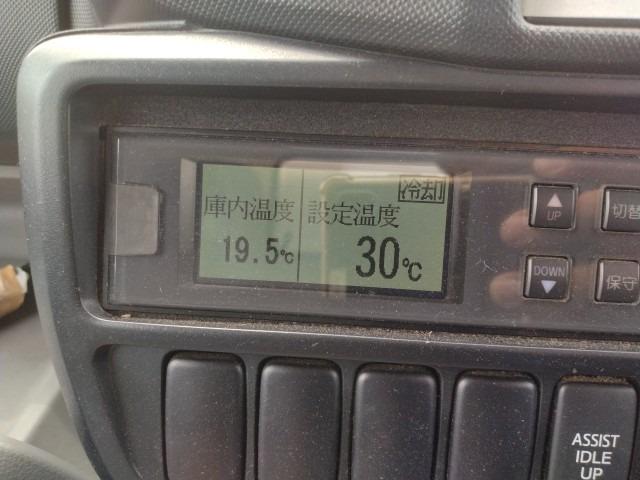 冷却
庫内温度
設定温度
19.5℃
30℃
▲
UP
切替
DOWN
▼
保守
ASSIST
IDLE
UP